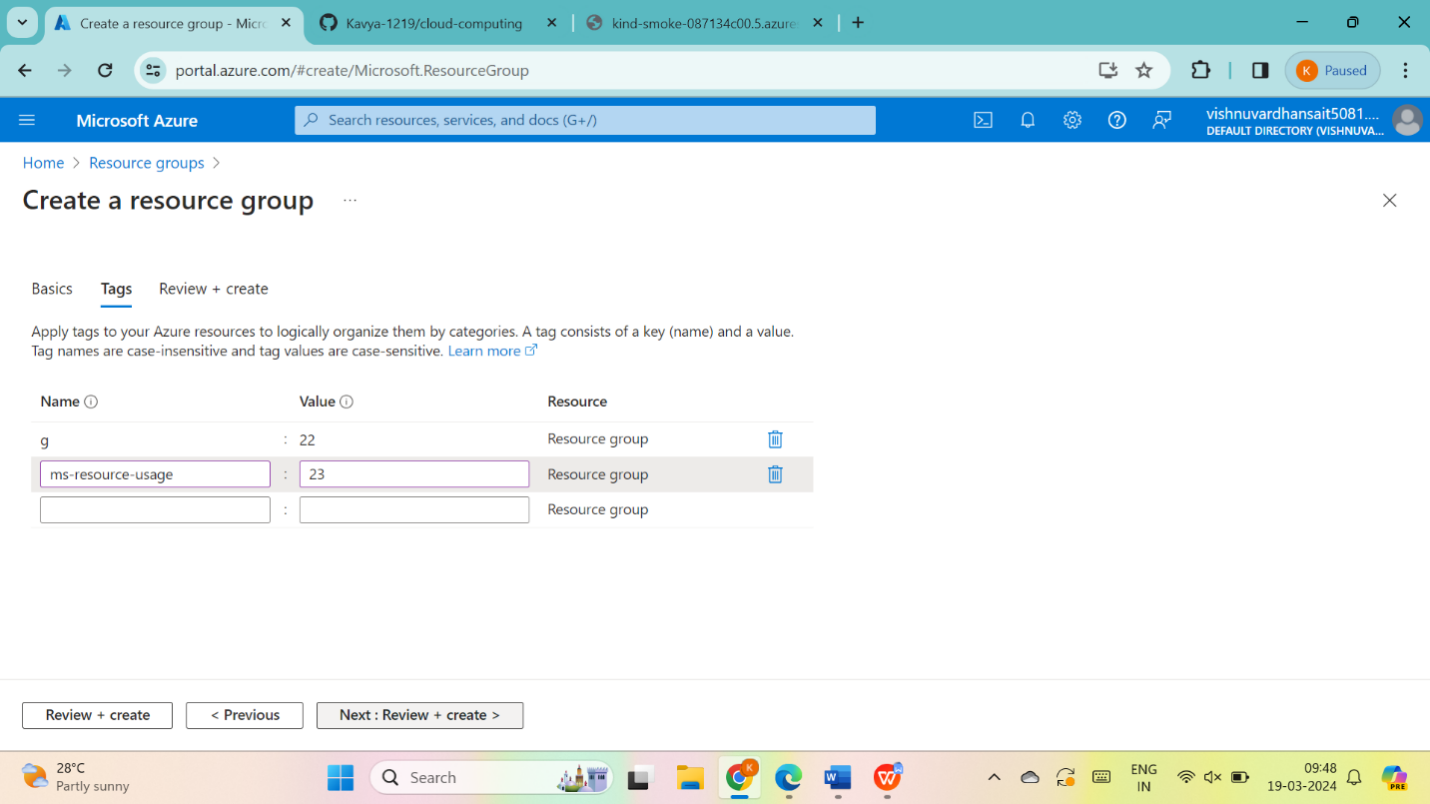 Create a resource group - Micro
Kavya-1219/cloud-computing
kind-smoke-087134c00.5.azure
portal.azure.com/#create/Microsoft.ResourceGroup
K
Paused
Microsoft Azure
Search resources, services, and docs (G+/)
vishnuvardhansait5081....
DEFAULT DIRECTORY (VISHNUVA...
Home > Resource groups >
Create a resource group ...
Basics Tags Review + create
Apply tags to your Azure resources to logically organize them by categories. A tag consists of a key (name) and a value.
Tag names are case-insensitive and tag values are case-sensitive. Learn more
Name Value Resource
g : 22 Resource group
ms-resource-usage : 23 Resource group
: Resource group
Review + create < Previous Next : Review + create >
28°C
Partly sunny
Search
K
W
W
ENG
IN
09:48
19-03-2024
PRE